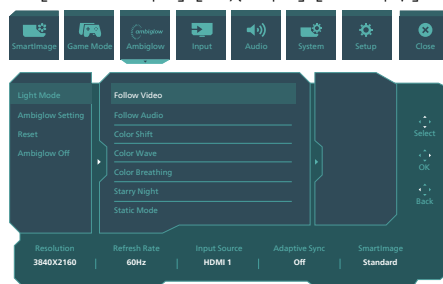 SmartImage Game Mode Ambiglow Input Audio System Setup Close
ambiglow
Light Mode
Ambiglow Setting
Reset
Ambiglow Off
Follow Video
Follow Audio
Color Shift
Color Wave
Color Breathing
Starry Night
Static Mode
Select
OK
Back
Resolution Refresh Rate Input Source Adaptive Sync SmartImage
3840X2160 | 60Hz | HDMI 1 | Off | Standard